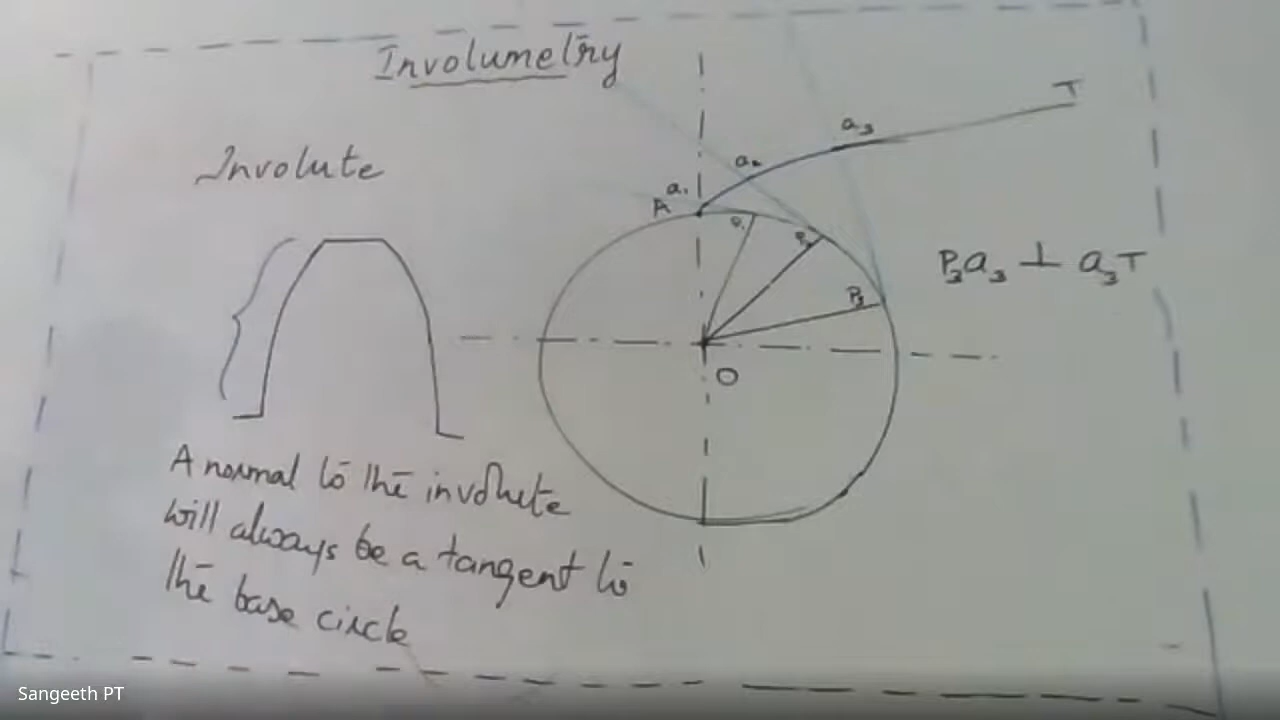 Involumetry
Involute
T
a₃
a₂
a₁
A
P₂
P₃
O
P₃a₃ ⊥ a₃T
A normal to the involute
will always be a tangent to
the base circle
Sangeeth PT